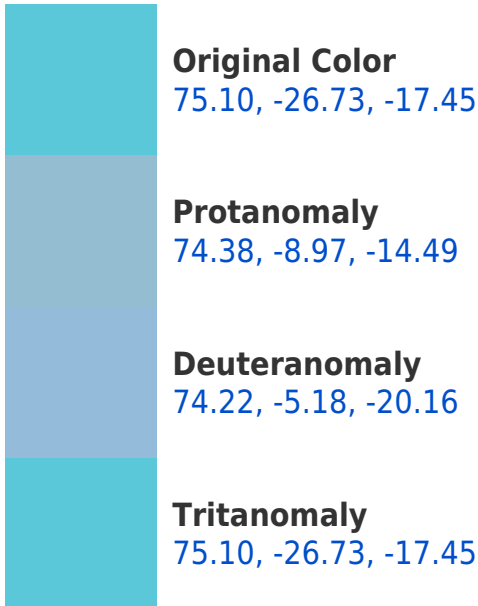 Original Color
75.10, -26.73, -17.45
Protanomaly
74.38, -8.97, -14.49
Deuteranomaly
74.22, -5.18, -20.16
Tritanomaly
75.10, -26.73, -17.45